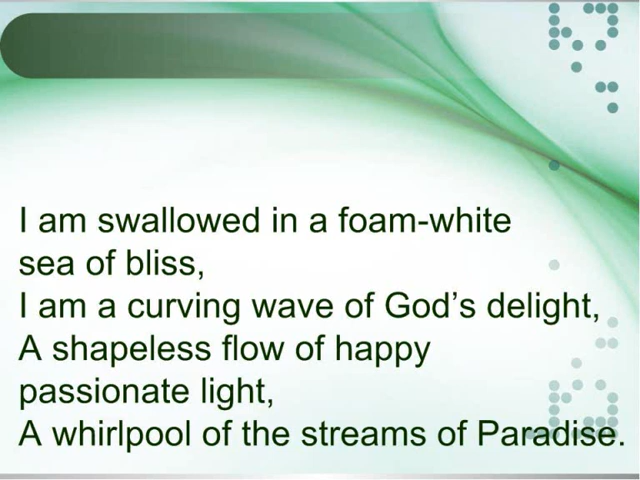 I am swallowed in a foam-white
sea of bliss,
I am a curving wave of God’s delight,
A shapeless flow of happy
passionate light,
A whirlpool of the streams of Paradise.